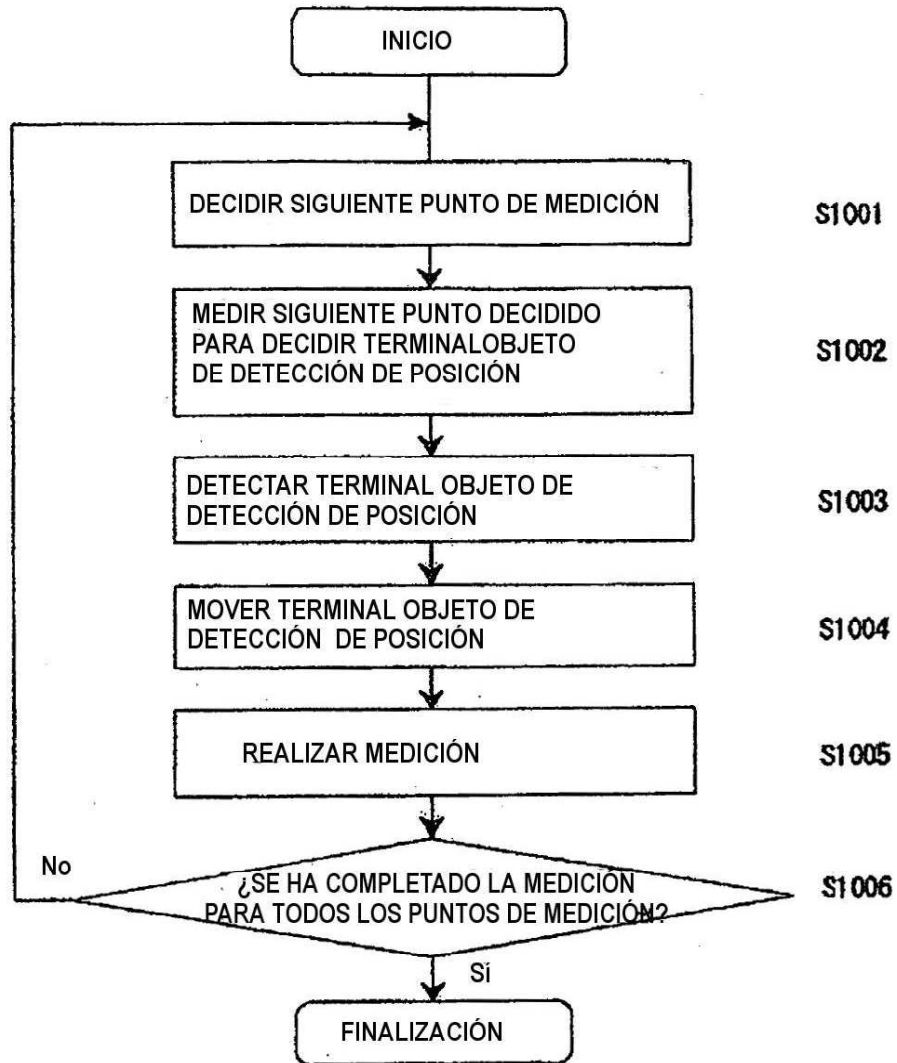 INICIO
DECIDIR SIGUIENTE PUNTO DE MEDICIÓN
S1001
MEDIR SIGUIENTE PUNTO DECIDIDO
PARA DECIDIR TERMINALOBJETO
DE DETECCIÓN DE POSICIÓN
S1002
DETECTAR TERMINAL OBJETO DE
DETECCIÓN DE POSICIÓN
S1003
MOVER TERMINAL OBJETO DE
DETECCIÓN DE POSICIÓN
S1004
REALIZAR MEDICIÓN
S1005
No
¿SE HA COMPLETADO LA MEDICIÓN
PARA TODOS LOS PUNTOS DE MEDICIÓN?
S1006
Sí
FINALIZACIÓN